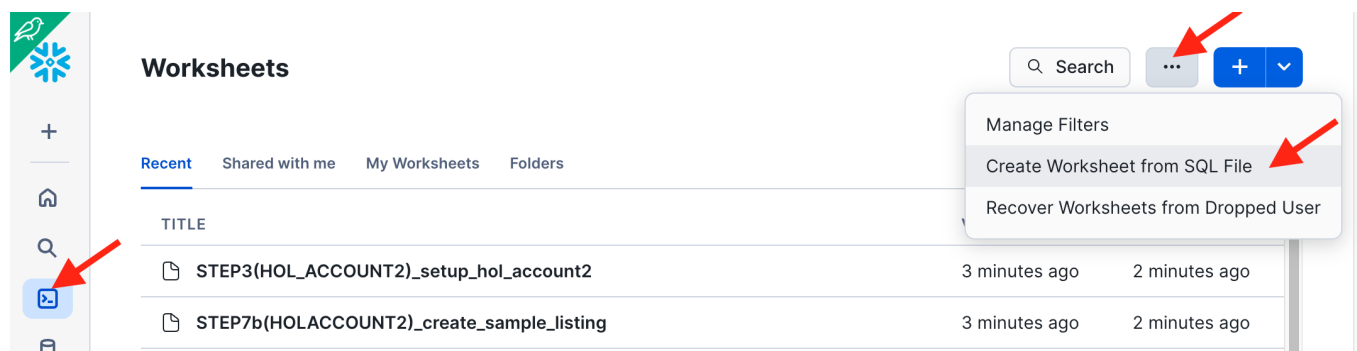 Worksheets
Search
Manage Filters
Create Worksheet from SQL File
Recover Worksheets from Dropped User
Recent Shared with me My Worksheets Folders
TITLE
STEP3(HOL_ACCOUNT2)_setup_hol_account2 3 minutes ago 2 minutes ago
STEP7b(HOLACCOUNT2)_create_sample_listing 3 minutes ago 2 minutes ago